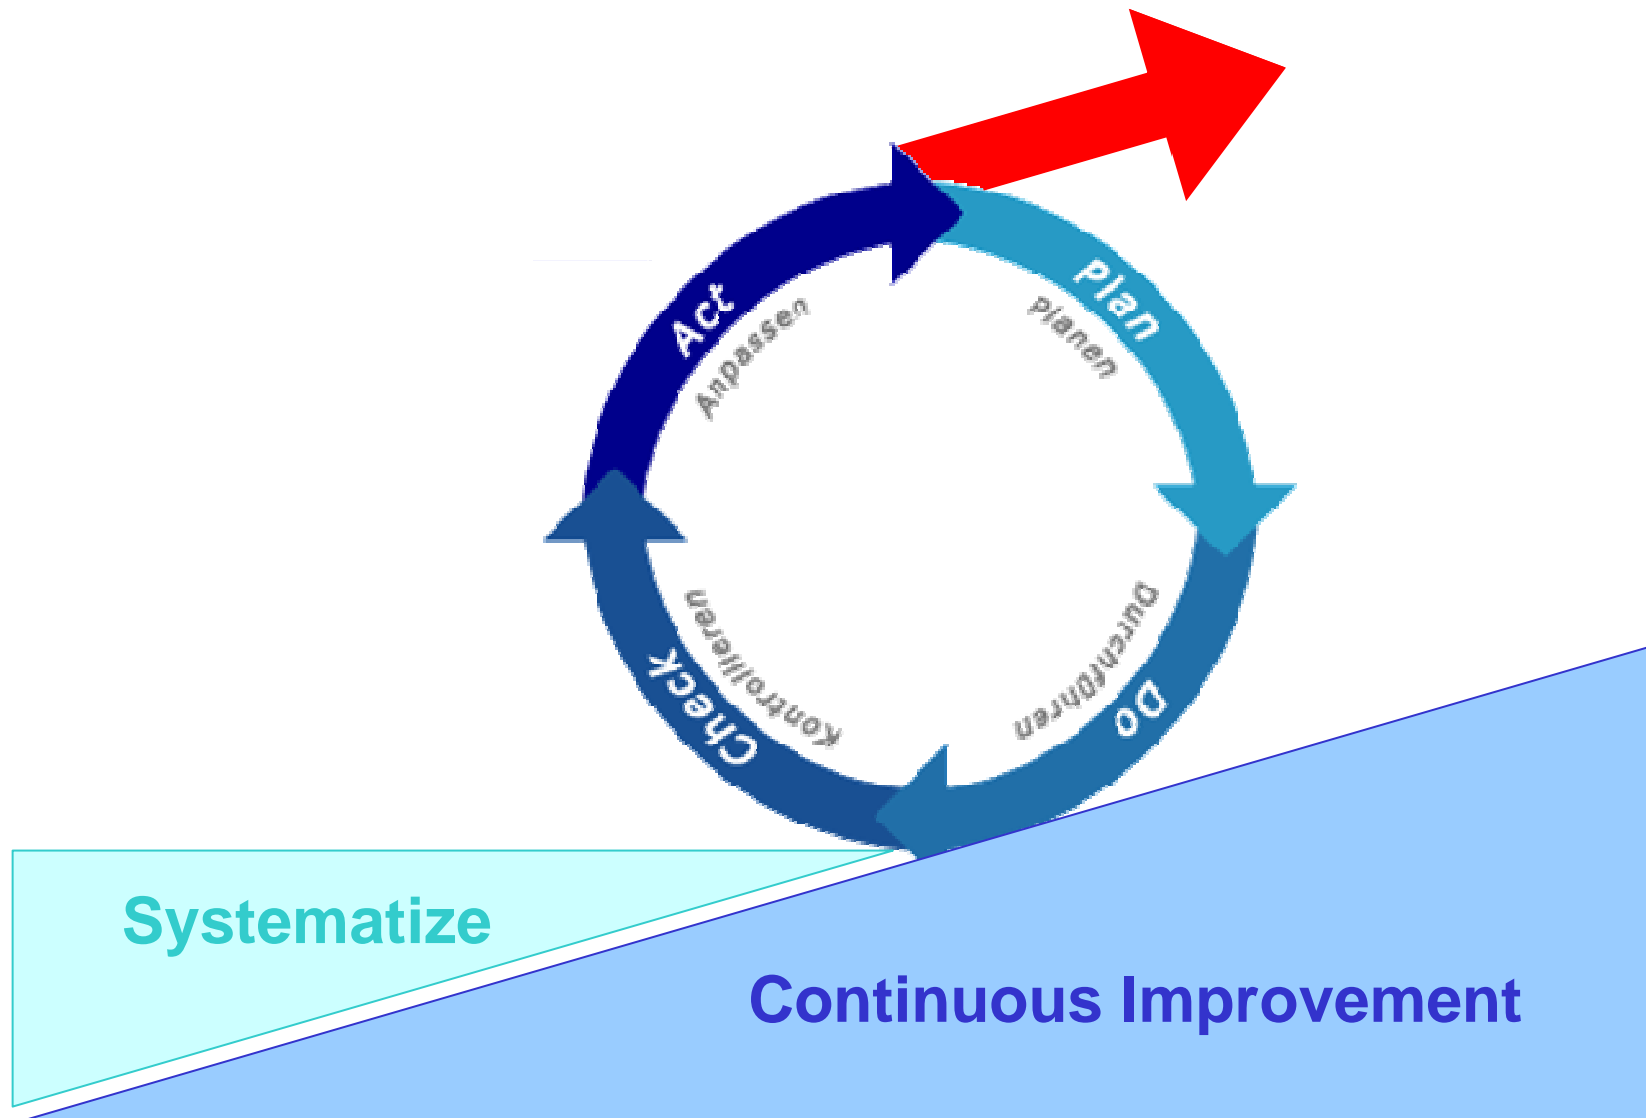 Plan
Planen
Do
Durchführen
Check
Kontrollieren
Act
Anpassen
Systematize
Continuous Improvement